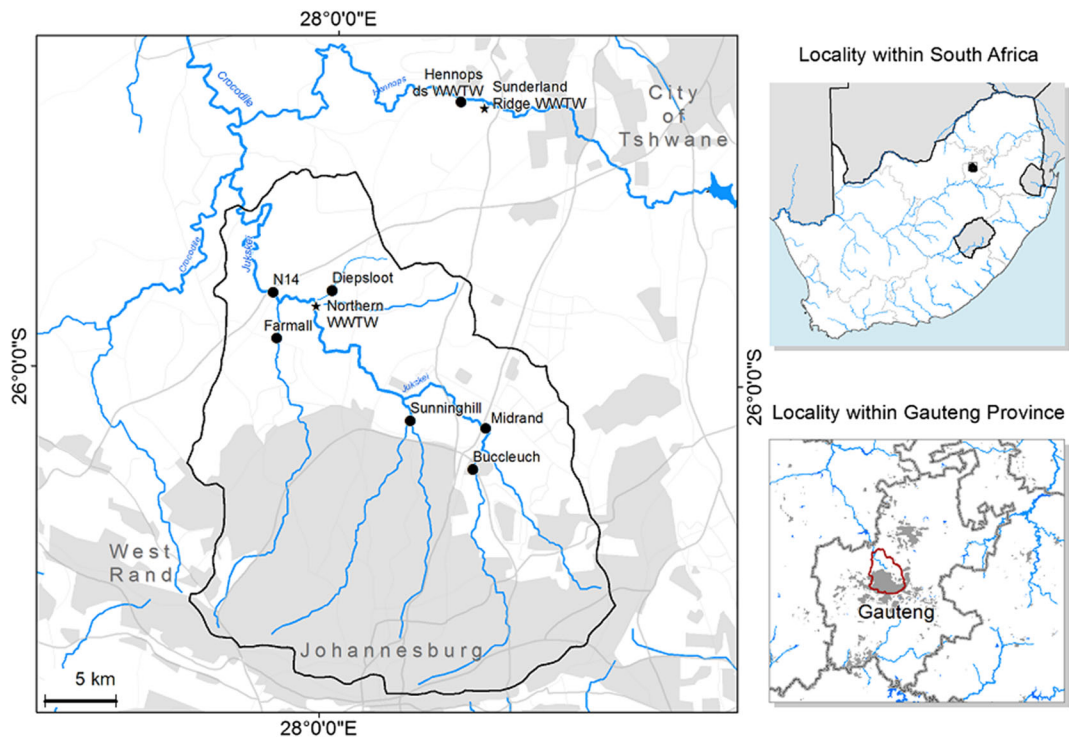 28°0'0"E
Locality within South Africa
Crocodile
hennops
Hennops
ds WWTW
Sunderland
Ridge WWTW
City
of
Tshwane
Crocodile
Jukskei
N14
Diepsloot
Northern
WWTW
Farmall
26°0'0"S
26°0'0"S
Jukskei
Sunninghill
Midrand
Buccleuch
Locality within Gauteng Province
West
Rand
Gauteng
Johannesburg
5 km
28°0'0"E